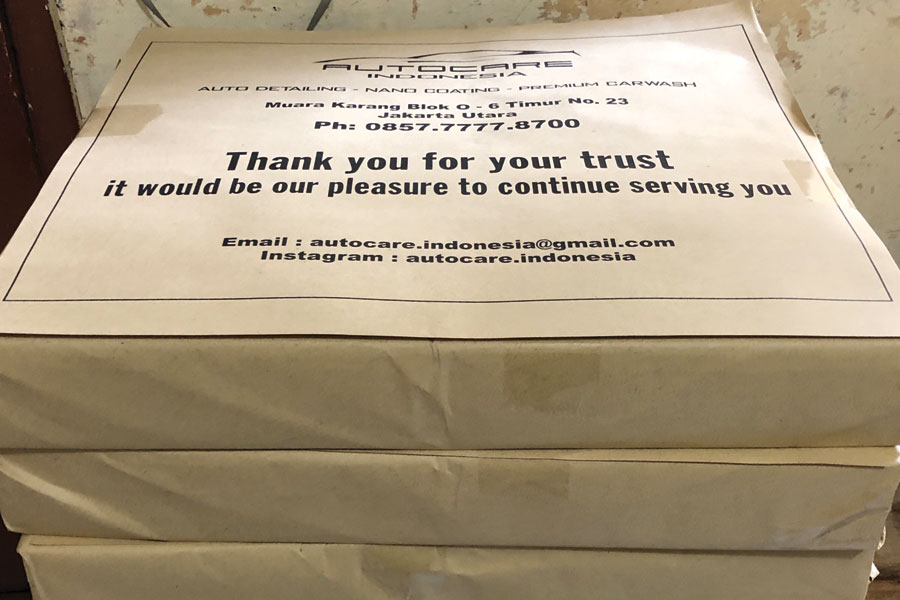 AUTOCARE
INDONESIA
AUTO DETAILING - NANO COATING - PREMIUM CARWASH
Muara Karang Blok O - 6 Timur No. 23
Jakarta Utara
Ph: 0857.7777.8700
Thank you for your trust
it would be our pleasure to continue serving you
Email : autocare.indonesia@gmail.com
Instagram : autocare.indonesia